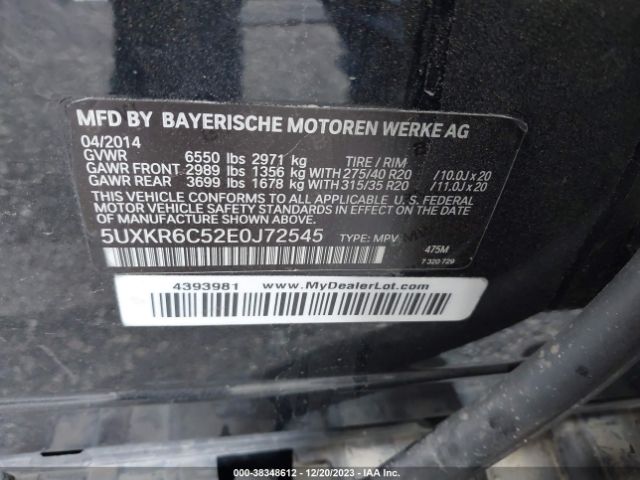 MFD BY BAYERISCHE MOTOREN WERKE AG
04/2014
GVWR 6550 lbs 2971 kg TIRE / RIM
GAWR FRONT 2989 lbs 1356 kg WITH 275/40 R20 /10.0J x 20
GAWR REAR 3699 lbs 1678 kg WITH 315/35 R20 /11.0J x 20
THIS VEHICLE CONFORMS TO ALL APPLICABLE U. S. FEDERAL
MOTOR VEHICLE SAFETY STANDARDS IN EFFECT ON THE
DATE OF MANUFACTURE SHOWN ABOVE.
5UXKR6C52E0J72545 TYPE: MPV 475M
7 320 729
4393981 www.MyDealerLot.com
000-38348612 - 12/20/2023 - IAA Inc.